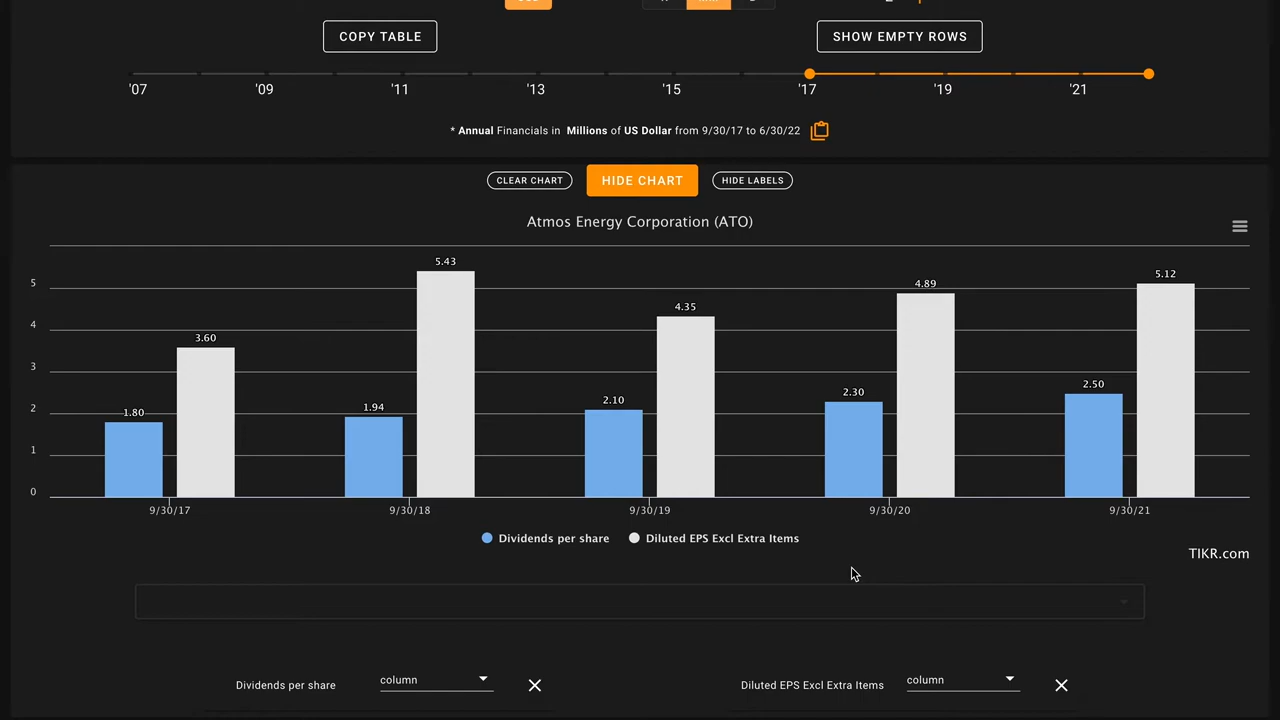 COPY TABLE
SHOW EMPTY ROWS
'07 '09 '11 '13 '15 '17 '19 '21
* Annual Financials in Millions of US Dollar from 9/30/17 to 6/30/22
CLEAR CHART
HIDE CHART
HIDE LABELS
Atmos Energy Corporation (ATO)
5
4
3
2
1
0
1.80
3.60
1.94
5.43
2.10
4.35
2.30
4.89
2.50
5.12
9/30/17 9/30/18 9/30/19 9/30/20 9/30/21
Dividends per share
Diluted EPS Excl Extra Items
TIKR.com
Dividends per share
column
Diluted EPS Excl Extra Items
column